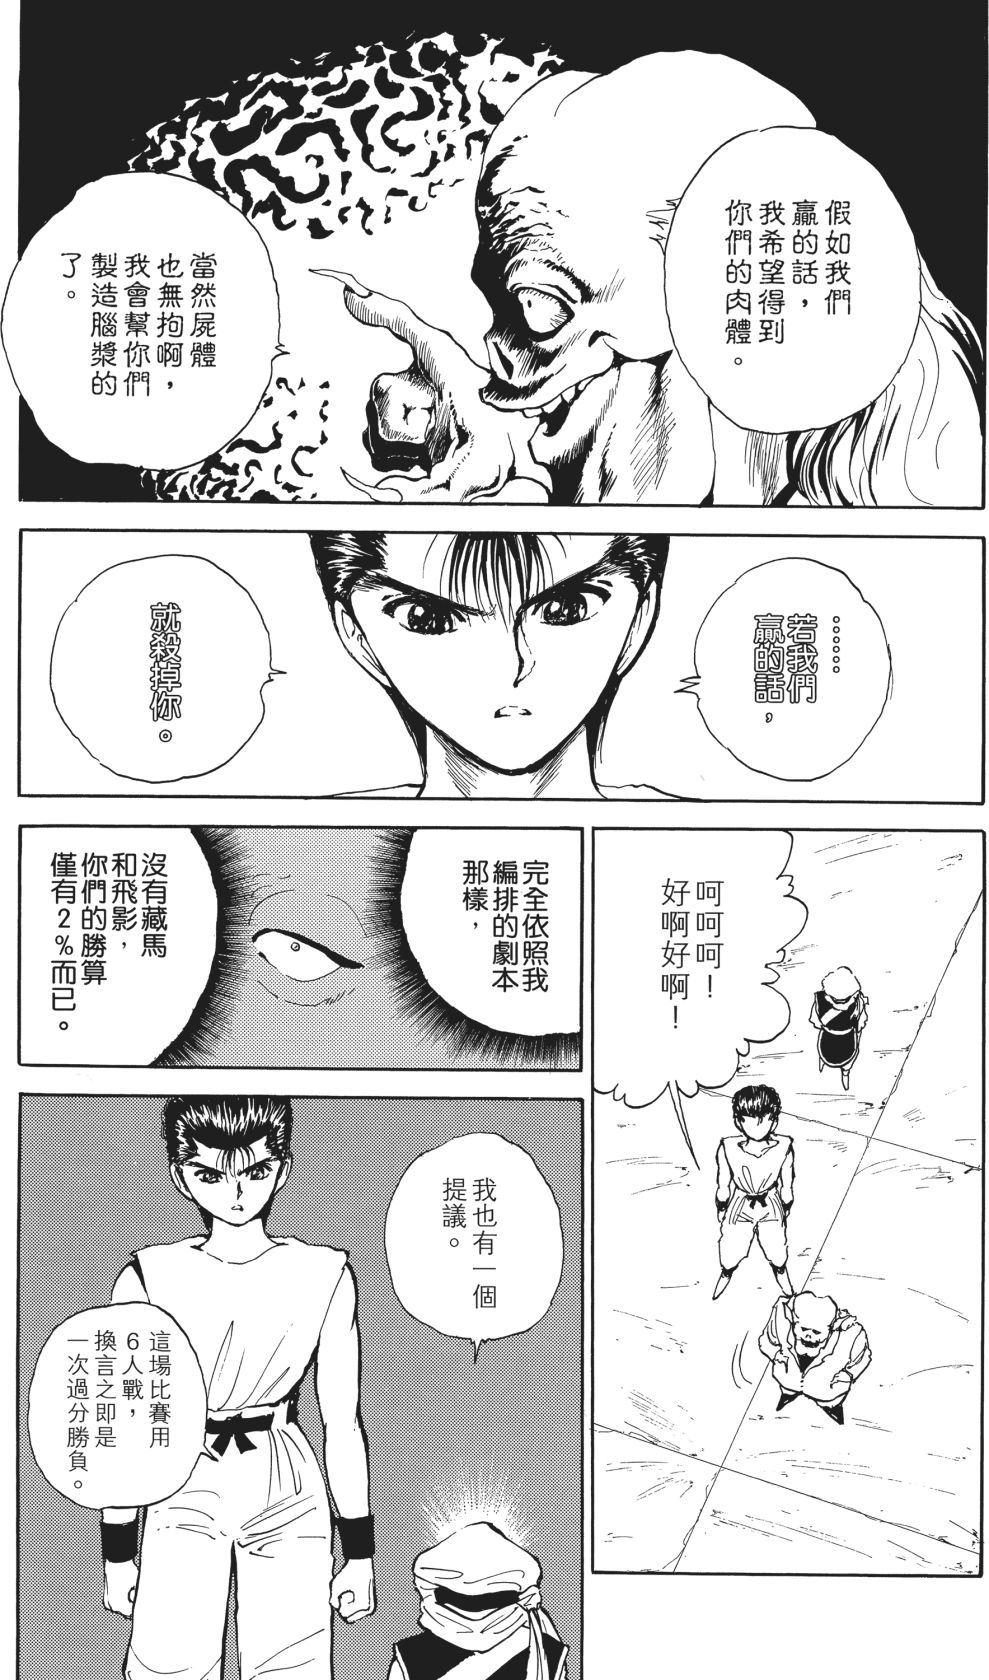 假如我們
贏的話，
我希望得到
你們的肉體。
當然屍體
也無拘啊，
我會幫你們
製造腦漿的
了。
……
若我們
贏的話，
就殺掉你。
呵呵呵！
好啊好啊！
完全依照我
編排的劇本
那樣，
沒有藏馬
和飛影，
你們的勝算
僅有2%而已。
我也有一個
提議。
這場比賽用
6人戰，
換言之即是
一次過分勝負。